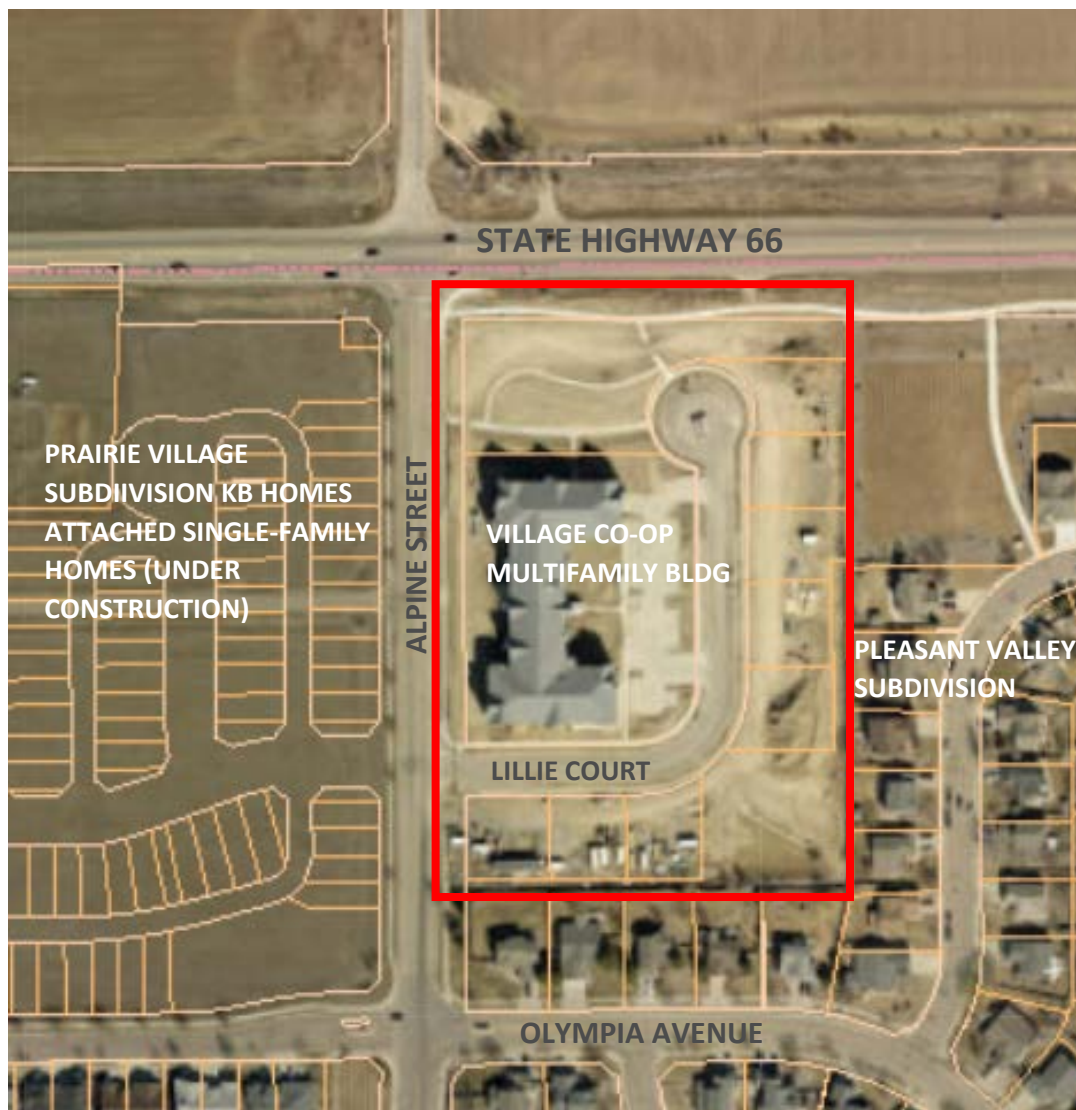 STATE HIGHWAY 66
PRAIRIE VILLAGE
SUBDIIVISION KB HOMES
ATTACHED SINGLE-FAMILY
HOMES (UNDER
CONSTRUCTION)
ALPINE STREET
VILLAGE CO-OP
MULTIFAMILY BLDG
PLEASANT VALLEY
SUBDIVISION
LILLIE COURT
OLYMPIA AVENUE